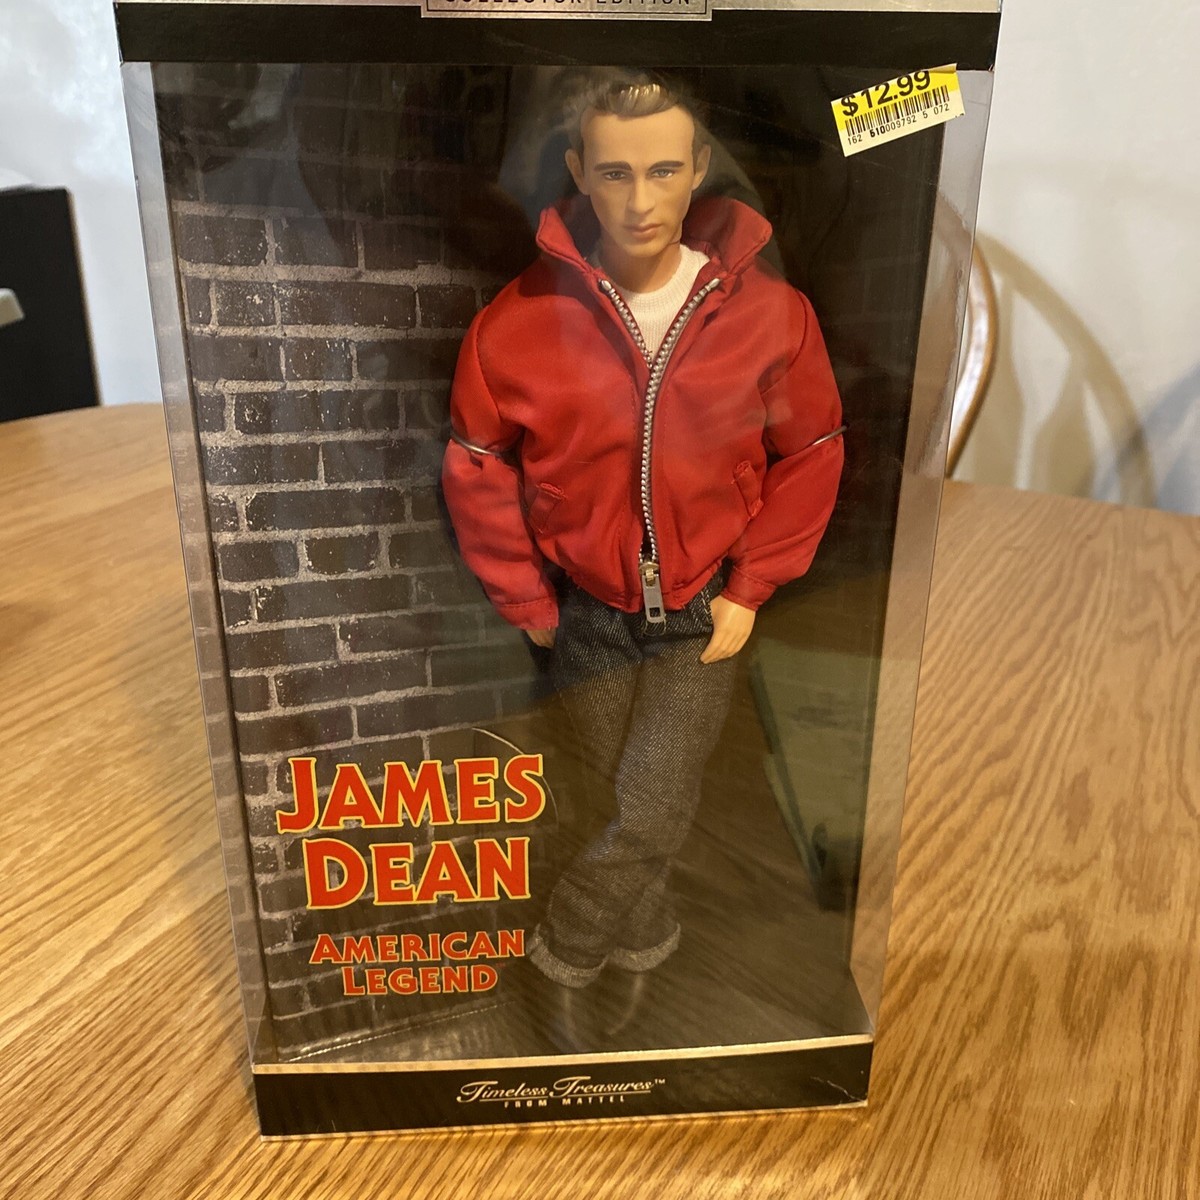 COLLECTOR EDITION
$12.99
162 510009792 5 072
JAMES
DEAN
AMERICAN
LEGEND
Timeless Treasures™
FROM MATTEL